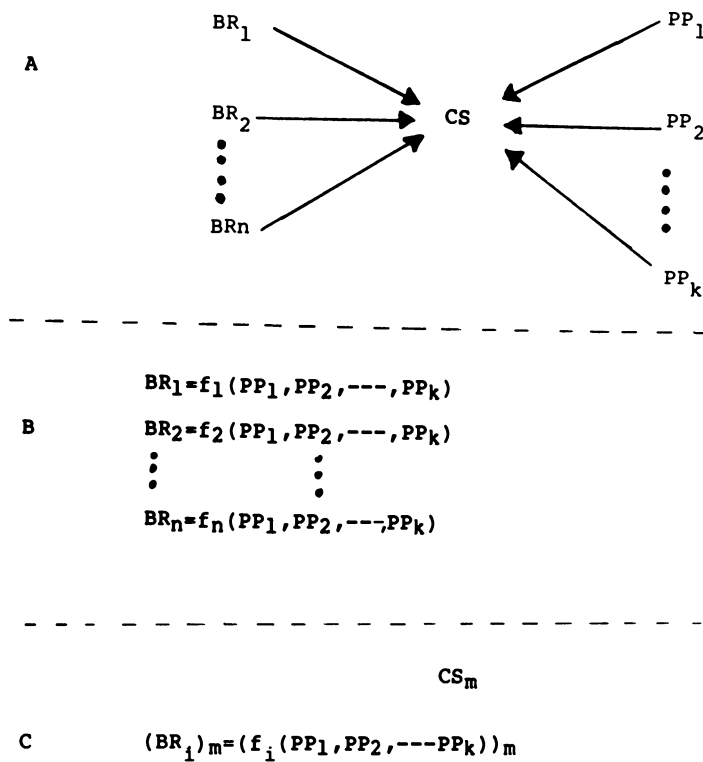 BR1 PP1
A
BR2 CS PP2
BRn
PPk
BR1=f1(PP1,PP2,---,PPk)
B BR2=f2(PP1,PP2,---,PPk)
BRn=fn(PP1,PP2,---,PPk)
CSm
C (BRi)m=(fi(PP1,PP2,---PPk))m